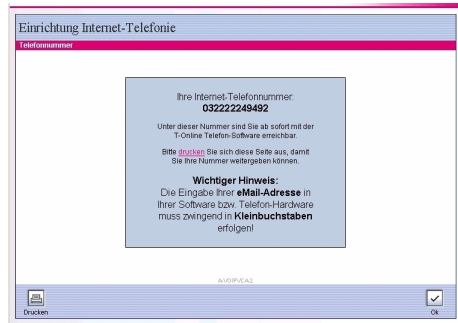 Einrichtung Internet-Telefonie
Telefonnummer
Ihre Internet-Telefonnummer:
032222249492
Unter dieser Nummer sind Sie ab sofort mit der
T-Online Telefon-Software erreichbar.
Bitte drucken Sie sich diese Seite aus, damit
Sie Ihre Nummer weitergeben können.
Wichtiger Hinweis:
Die Eingabe Ihrer eMail-Adresse in
Ihrer Software bzw. Telefon-Hardware
muss zwingend in Kleinbuchstaben
erfolgen!
Drucken
Ok